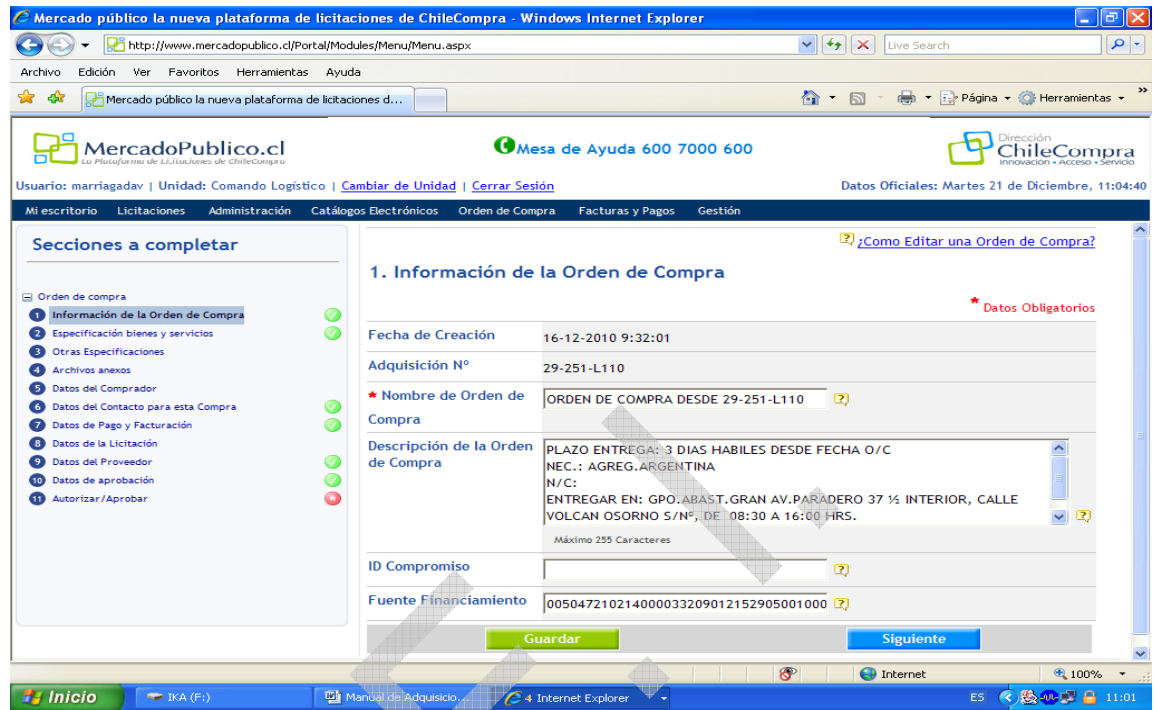 Mercado público la nueva plataforma de licitaciones de ChileCompra - Windows Internet Explorer
http://www.mercadopublico.cl/Portal/Modules/Menu/Menu.aspx
Live Search
Archivo Edición Ver Favoritos Herramientas Ayuda
Mercado público la nueva plataforma de licitaciones d...
Página Herramientas
MercadoPublico.cl
La Plataforma de Licitaciones de ChileCompra
Mesa de Ayuda 600 7000 600
Dirección
ChileCompra
Innovación • Acceso • Servicio
Usuario: marriagadav | Unidad: Comando Logístico | Cambiar de Unidad | Cerrar Sesión
Datos Oficiales: Martes 21 de Diciembre, 11:04:40
Mi escritorio Licitaciones Administración Catálogos Electrónicos Orden de Compra Facturas y Pagos Gestión
Secciones a completar
Orden de compra
1 Información de la Orden de Compra
2 Especificación bienes y servicios
3 Otras Especificaciones
4 Archivos anexos
5 Datos del Comprador
6 Datos del Contacto para esta Compra
7 Datos de Pago y Facturación
8 Datos de la Licitación
9 Datos del Proveedor
10 Datos de aprobación
11 Autorizar/Aprobar
¿Como Editar una Orden de Compra?
1. Información de la Orden de Compra
* Datos Obligatorios
Fecha de Creación 16-12-2010 9:32:01
Adquisición Nº 29-251-L110
* Nombre de Orden de Compra
ORDEN DE COMPRA DESDE 29-251-L110
Descripción de la Orden de Compra
PLAZO ENTREGA: 3 DIAS HABILES DESDE FECHA O/C
NEC.: AGREG.ARGENTINA
N/C:
ENTREGAR EN: GPO.ABAST.GRAN AV.PARADERO 37 ½ INTERIOR, CALLE
VOLCAN OSORNO S/Nº, DE 08:30 A 16:00 HRS.
Máximo 255 Caracteres
ID Compromiso
Fuente Financiamiento 0050472102140000332090121529050010​00
Guardar Siguiente
Internet 100%
Inicio IKA (F:) Manual de Adquisicio... 4 Internet Explorer ES 11:01